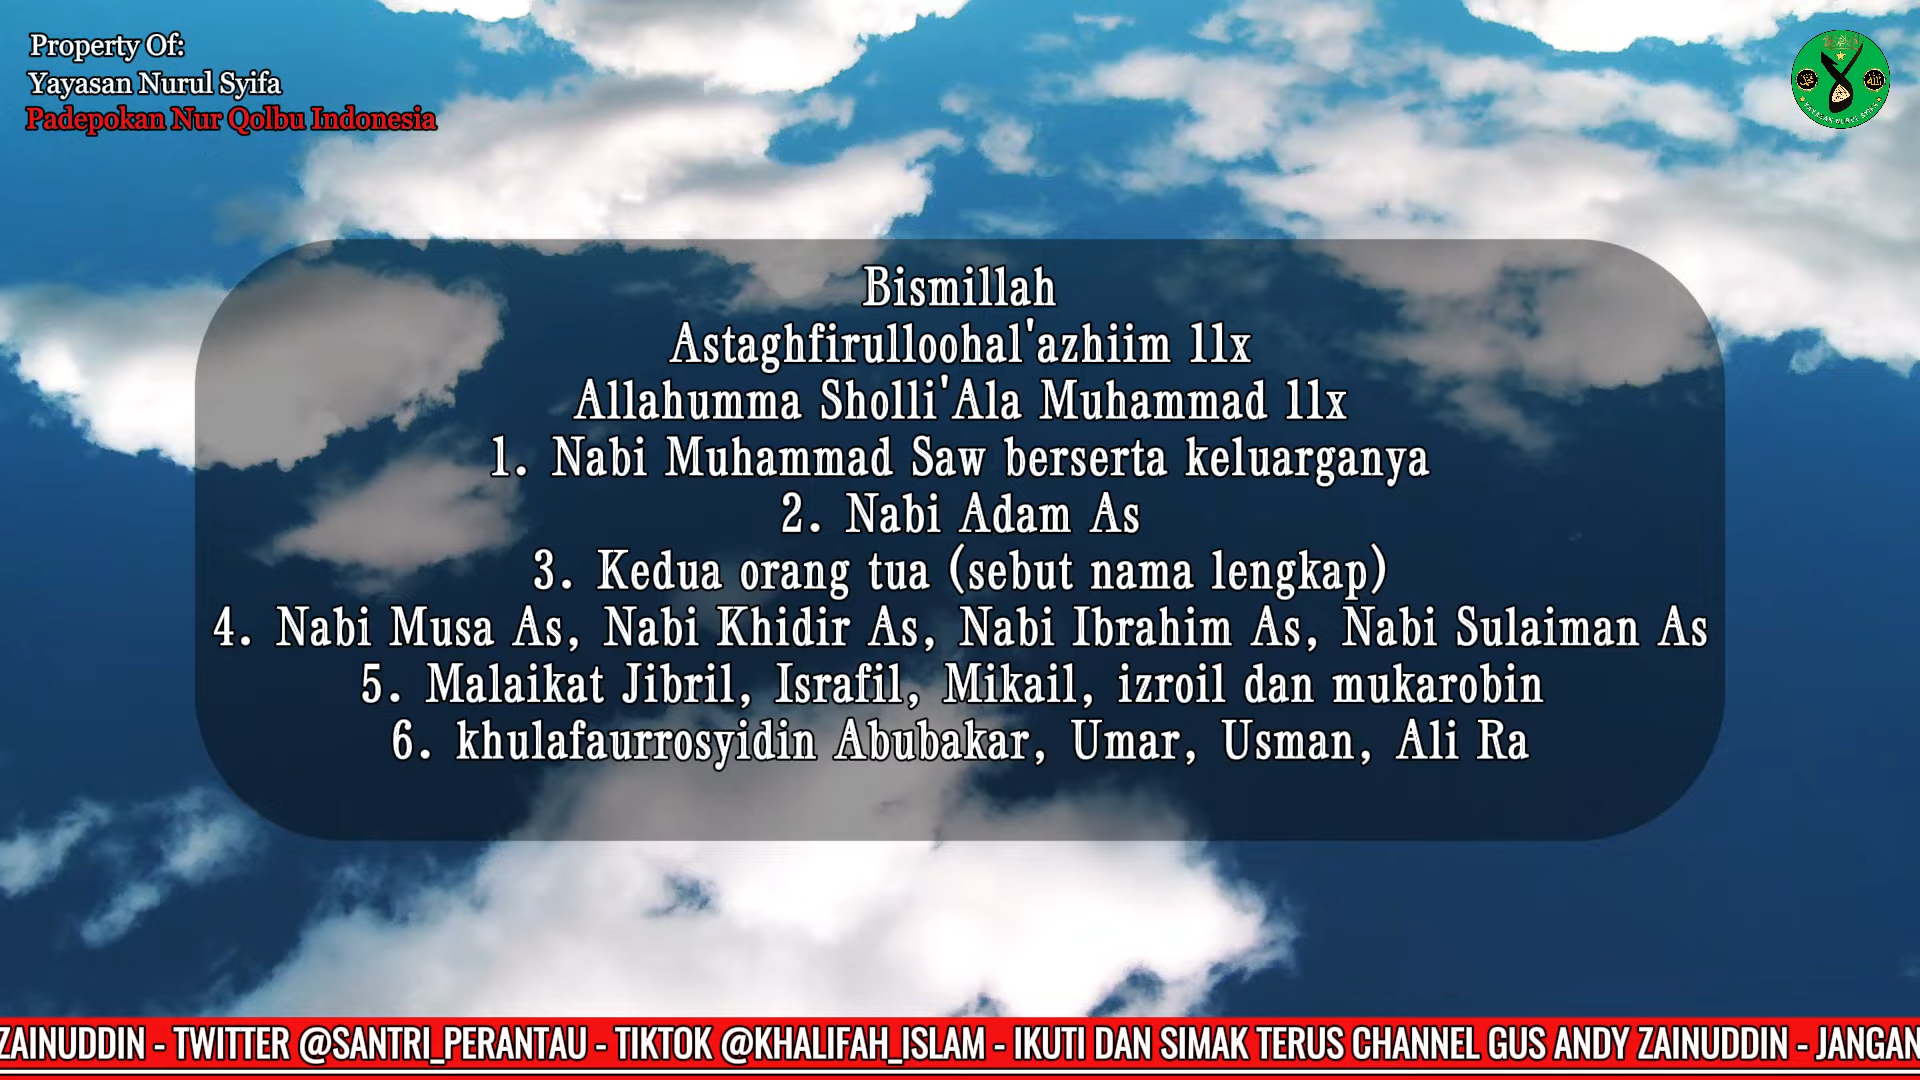 Property Of:
Yayasan Nurul Syifa
Padepokan Nur Qolbu Indonesia
Bismillah
Astaghfirulloohal'azhiim 11x
Allahumma Sholli'Ala Muhammad 11x
1. Nabi Muhammad Saw berserta keluarganya
2. Nabi Adam As
3. Kedua orang tua (sebut nama lengkap)
4. Nabi Musa As, Nabi Khidir As, Nabi Ibrahim As, Nabi Sulaiman As
5. Malaikat Jibril, Israfil, Mikail, izroil dan mukarobin
6. khulafaurrosyidin Abubakar, Umar, Usman, Ali Ra
ZAINUDDIN - TWITTER @SANTRI_PERANTAU - TIKTOK @KHALIFAH_ISLAM - IKUTI DAN SIMAK TERUS CHANNEL GUS ANDY ZAINUDDIN - JANGAN